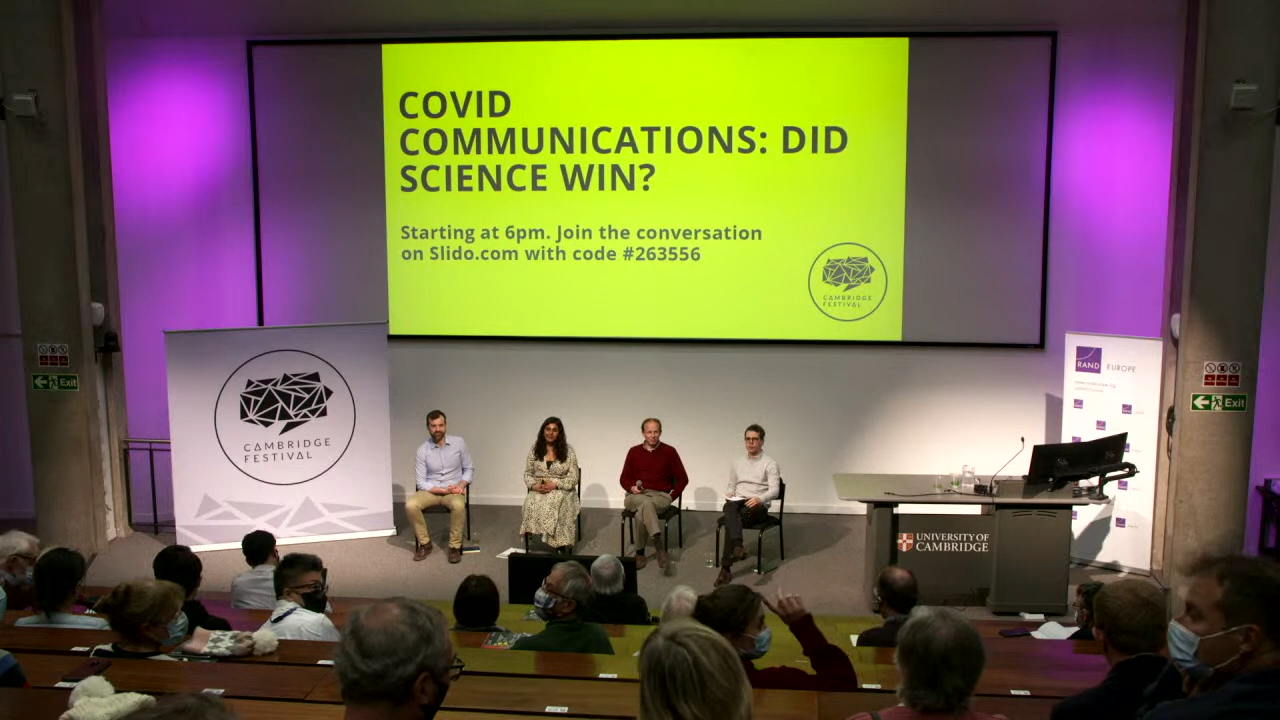 COVID
COMMUNICATIONS: DID
SCIENCE WIN?
Starting at 6pm. Join the conversation
on Slido.com with code #263556
CAMBRIDGE
FESTIVAL
CAMBRIDGE
FESTIVAL
RAND EUROPE
Exit
Exit
UNIVERSITY OF
CAMBRIDGE